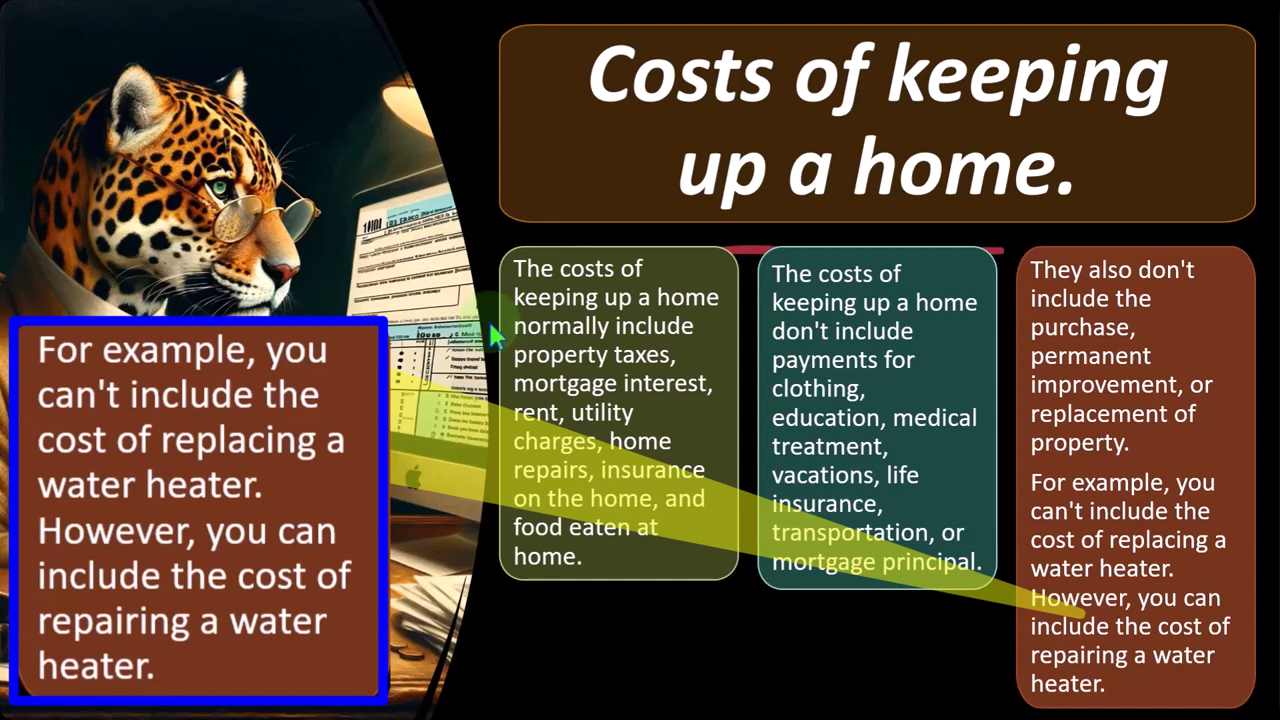 Costs of keeping
up a home.
For example, you
can't include the
cost of replacing a
water heater.
However, you can
include the cost of
repairing a water
heater.
The costs of
keeping up a home
normally include
property taxes,
mortgage interest,
rent, utility
charges, home
repairs, insurance
on the home, and
food eaten at
home.
The costs of
keeping up a home
don't include
payments for
clothing,
education, medical
treatment,
vacations, life
insurance,
transportation, or
mortgage principal.
They also don't
include the
purchase,
permanent
improvement, or
replacement of
property.
For example, you
can't include the
cost of replacing a
water heater.
However, you can
include the cost of
repairing a water
heater.